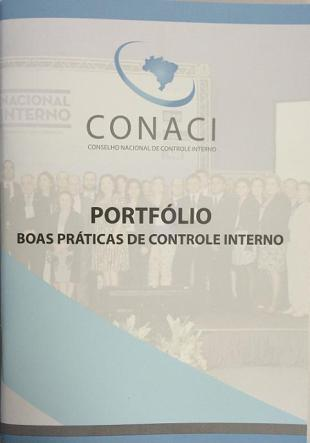 NACIONAL
INTERNO
CONACI
CONSELHO NACIONAL DE CONTROLE INTERNO
PORTFÓLIO
BOAS PRÁTICAS DE CONTROLE INTERNO